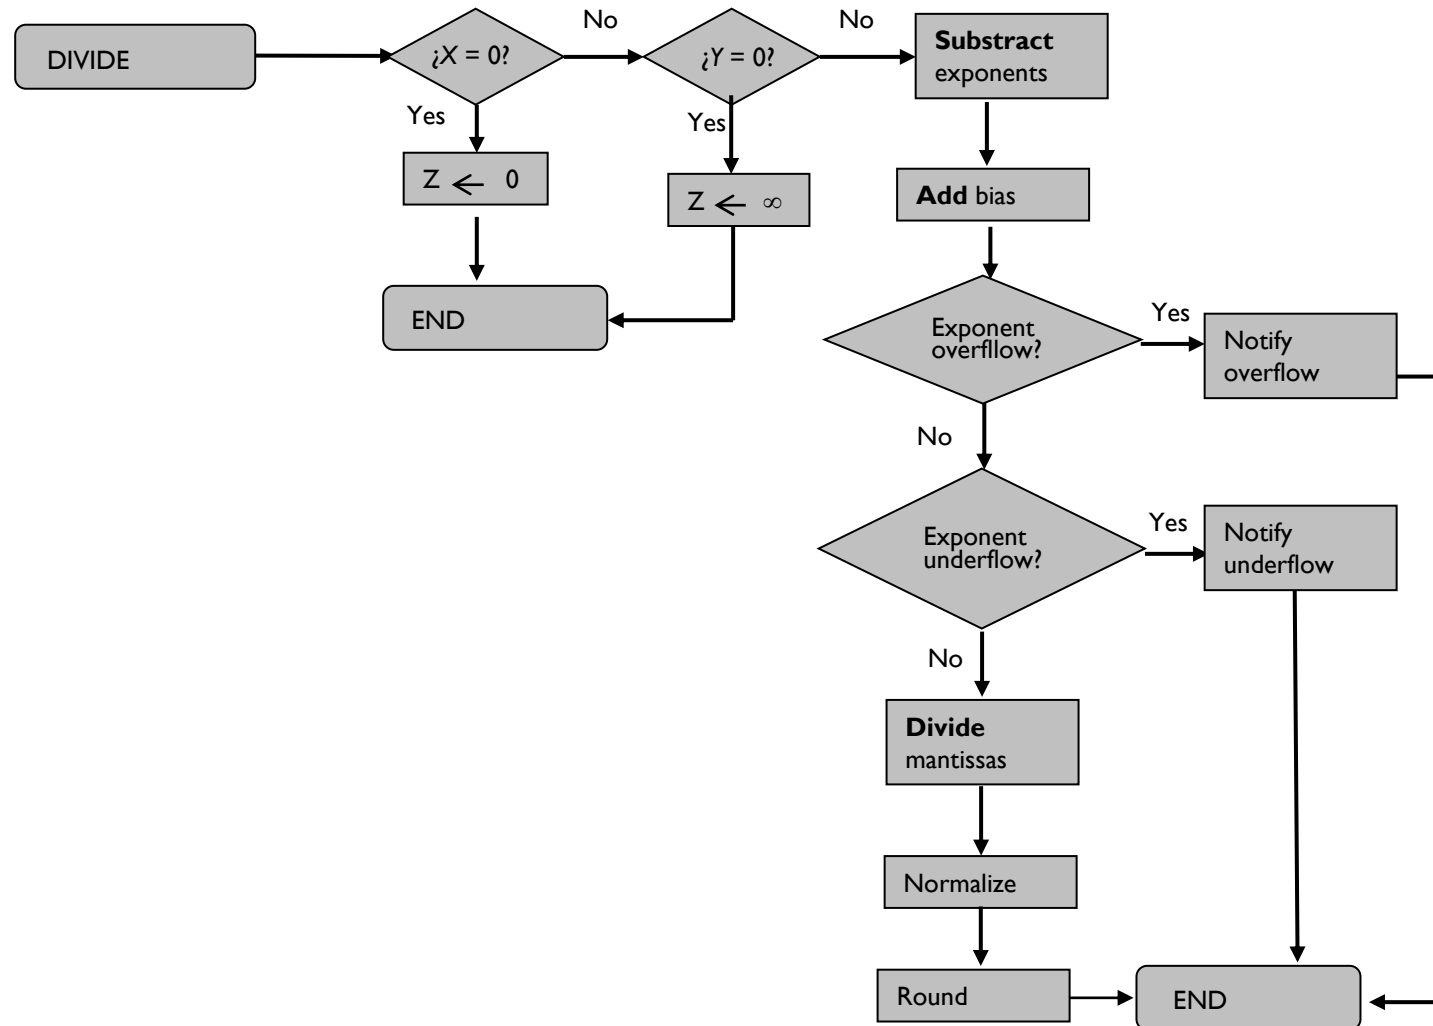 DIVIDE
¿X = 0?
No
¿Y = 0?
No
Substract
exponents
Yes
Yes
Z ← 0
Z ← ∞
Add bias
END
Exponent
overfllow?
Yes
Notify
overflow
No
Exponent
underflow?
Yes
Notify
underflow
No
Divide
mantissas
Normalize
Round
END